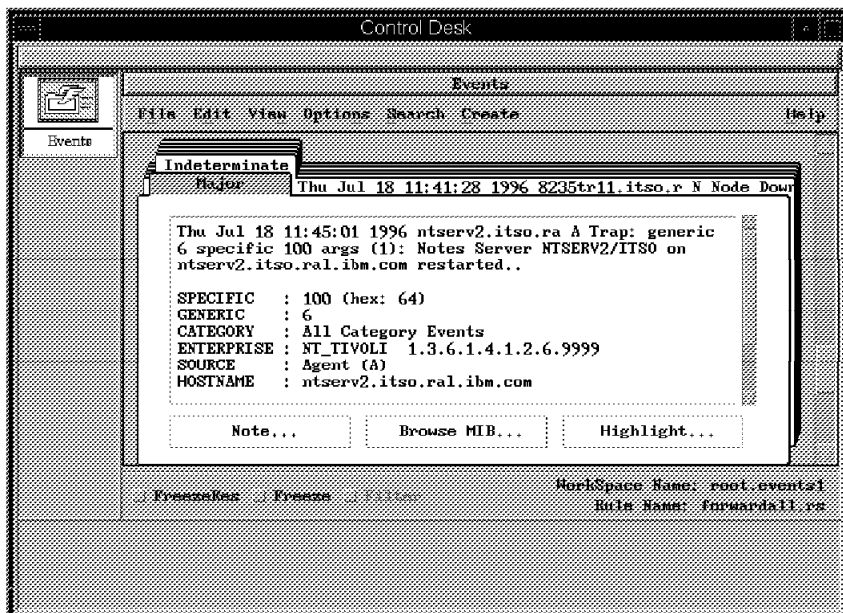 Control Desk
Events
File Edit View Options Search Create Help
Events
Indeterminate
Major Thu Jul 18 11:41:28 1996 8235tr11.itso.r N Node Down
Thu Jul 18 11:45:01 1996 ntserv2.itso.ra A Trap: generic
6 specific 100 args (1): Notes Server NTSERV2/ITSO on
ntserv2.itso.ral.ibm.com restarted..
SPECIFIC : 100 (hex: 64)
GENERIC : 6
CATEGORY : All Category Events
ENTERPRISE : NT_TIVOLI 1.3.6.1.4.1.2.6.9999
SOURCE : Agent (A)
HOSTNAME : ntserv2.itso.ral.ibm.com
Note... Browse MIB... Highlight...
Freeze Filter WorkSpace Name: root.events1
Rule Name: forwardall.rs